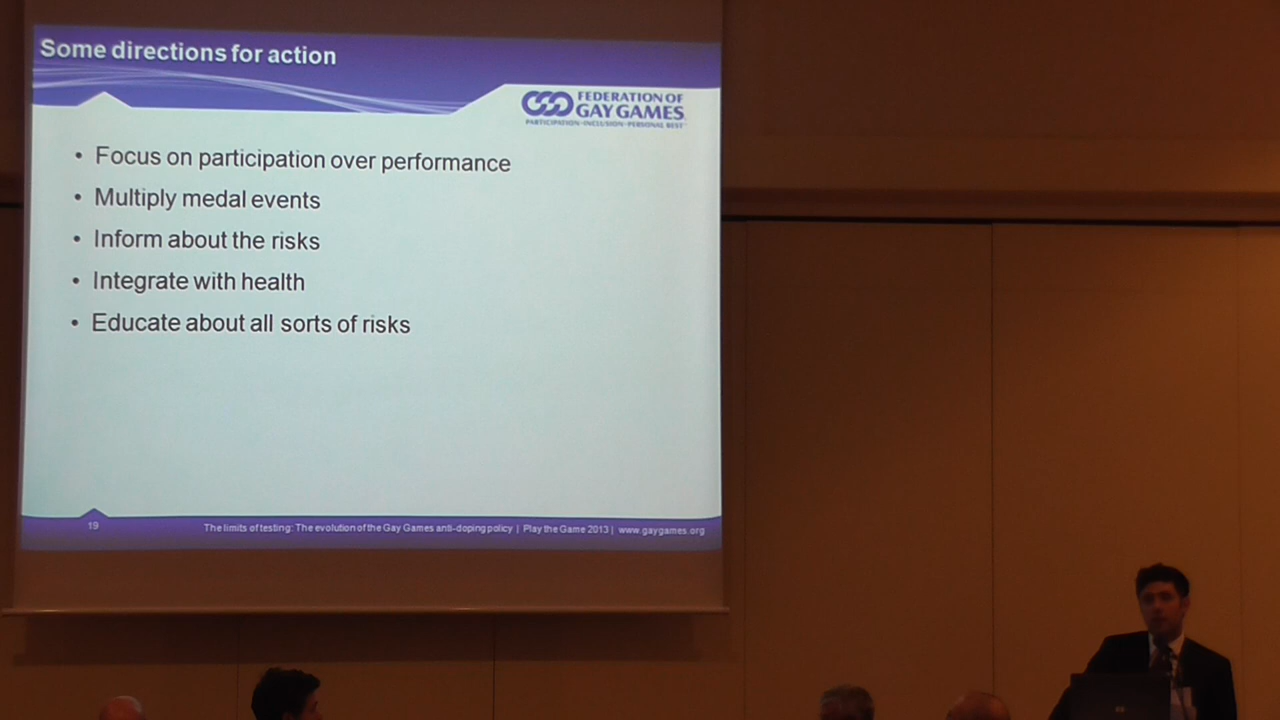 Some directions for action
FEDERATION OF
GAY GAMES
PARTICIPATION•INCLUSION•PERSONAL BEST
• Focus on participation over performance
• Multiply medal events
• Inform about the risks
• Integrate with health
• Educate about all sorts of risks
19
The limits of testing: The evolution of the Gay Games anti-doping policy | Play the Game 2013 | www.gaygames.org